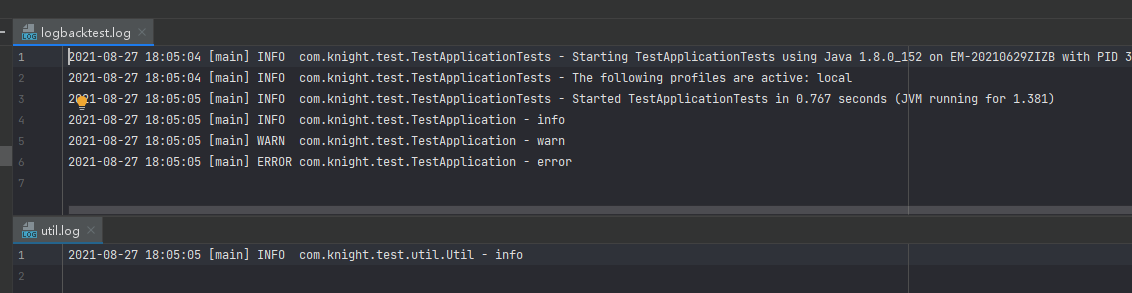 logbacktest.log
1 2021-08-27 18:05:04 [main] INFO  com.knight.test.TestApplicationTests - Starting TestApplicationTests using Java 1.8.0_152 on EM-20210629ZIZB with PID 3
2 2021-08-27 18:05:04 [main] INFO  com.knight.test.TestApplicationTests - The following profiles are active: local
3 2021-08-27 18:05:05 [main] INFO  com.knight.test.TestApplicationTests - Started TestApplicationTests in 0.767 seconds (JVM running for 1.381)
4 2021-08-27 18:05:05 [main] INFO  com.knight.test.TestApplication - info
5 2021-08-27 18:05:05 [main] WARN  com.knight.test.TestApplication - warn
6 2021-08-27 18:05:05 [main] ERROR com.knight.test.TestApplication - error
7
util.log
1 2021-08-27 18:05:05 [main] INFO  com.knight.test.util.Util - info
2